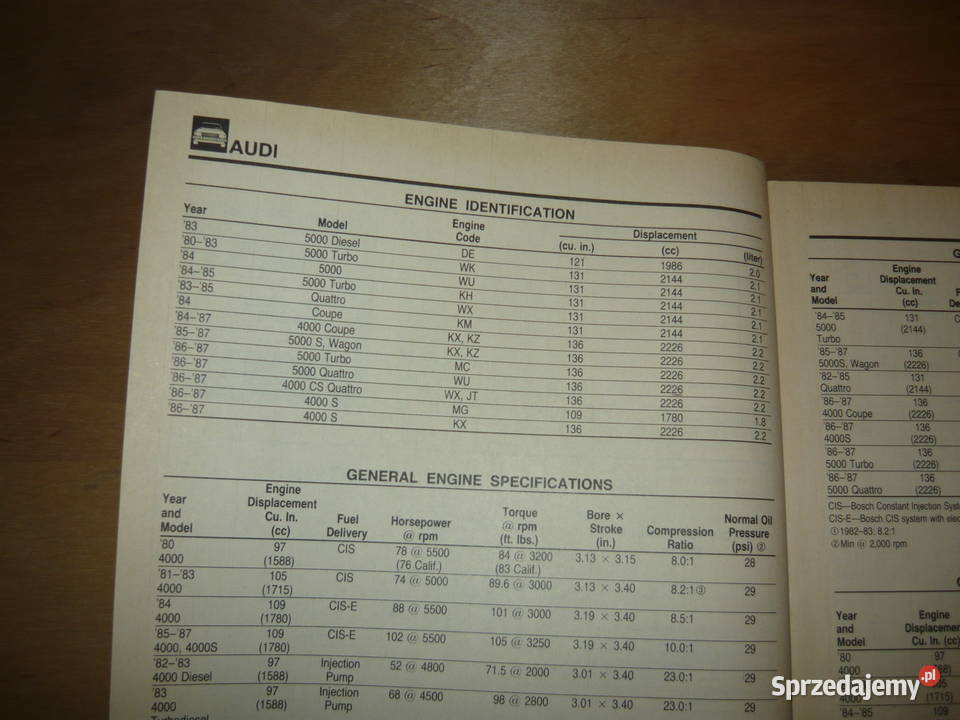 AUDI
ENGINE IDENTIFICATION
Year Model Engine Code Displacement (cu. in.) (cc) (liter)
'83 5000 Diesel DE 121 1986 2.0
'80–'83 5000 Turbo WK 131 2144 2.1
'84 5000 WU 131 2144 2.1
'84–'85 5000 Turbo KH 131 2144 2.1
'83–'85 Quattro WX 131 2144 2.1
'84 Coupe KM 131 2144 2.1
'84–'87 4000 Coupe KX, KZ 136 2226 2.2
'85–'87 5000 S, Wagon KX, KZ 136 2226 2.2
'86–'87 5000 Turbo MC 136 2226 2.2
'86–'87 5000 Quattro WU 136 2226 2.2
'86–'87 4000 CS Quattro WX, JT 136 2226 2.2
'86–'87 4000 S MG 109 1780 1.8
'86–'87 4000 S KX 136 2226 2.2
GENERAL ENGINE SPECIFICATIONS
Year and Model Engine Displacement Cu. In. (cc) Fuel Delivery Horsepower @ rpm Torque @ rpm (ft. lbs.) Bore × Stroke (in.) Compression Ratio Normal Oil Pressure (psi) ②
'80 4000 97 (1588) CIS 78 @ 5500 (76 Calif.) 84 @ 3200 (83 Calif.) 3.13 × 3.15 8.0:1 28
'81–'83 4000 105 (1715) CIS 74 @ 5000 89.6 @ 3000 3.13 × 3.40 8.2:1③ 29
'84 4000 109 (1780) CIS-E 88 @ 5500 101 @ 3000 3.19 × 3.40 8.5:1 29
'85–'87 4000, 4000S 109 (1780) CIS-E 102 @ 5500 105 @ 3250 3.19 × 3.40 10.0:1 29
'82–'83 4000 Diesel 97 (1588) Injection Pump 52 @ 4800 71.5 @ 2000 3.01 × 3.40 23.0:1 29
'83 97 (1588) Injection Pump 68 @ 4500 98 @ 2800 3.01 × 3.40 23.0:1 29
Turbodiesel
Year and Model Engine Displacement Cu. In. (cc)
'84–'85 5000 Turbo 131 (2144)
'85–'87 5000S, Wagon 136 (2226)
'82–'85 Quattro 131 (2144)
'86–'87 4000 Coupe 136 (2226)
'86–'87 4000S 136 (2226)
'86–'87 5000 Turbo 136 (2226)
'86–'87 5000 Quattro 136 (2226)
CIS—Bosch Constant Injection
CIS-E—Bosch CIS system with
① 1982–83: 8.2:1
② Min @ 2,000 rpm
Year and Model Engine Cu. In.
'80 4000 97
'84–'85 109
Sprzedajemy.pl